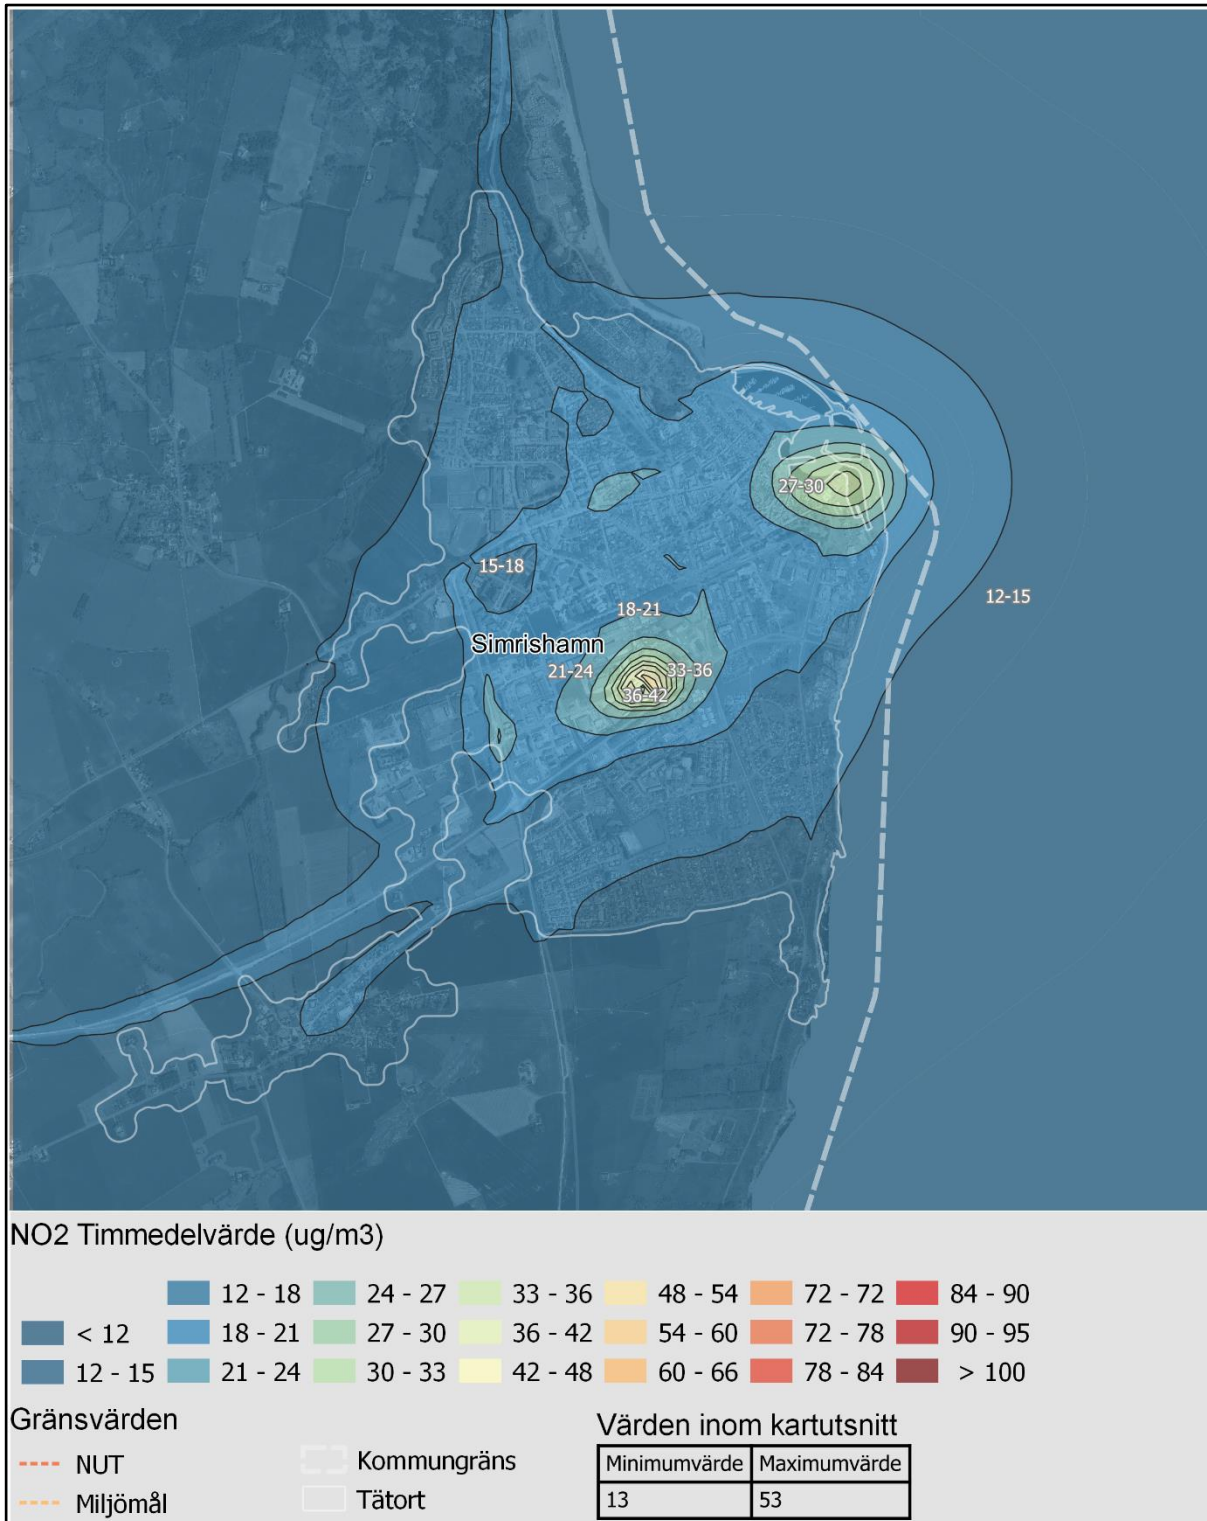 27-30
15-18
12-15
18-21
Simrishamn
21-24
33-36
36-42
NO2 Timmedelvärde (ug/m3)
12 - 18 24 - 27 33 - 36 48 - 54 72 - 72 84 - 90
< 12 18 - 21 27 - 30 36 - 42 54 - 60 72 - 78 90 - 95
12 - 15 21 - 24 30 - 33 42 - 48 60 - 66 78 - 84 > 100
Gränsvärden
NUT
Miljömål
Kommungräns
Tätort
Värden inom kartutsnitt
Minimumvärde Maximumvärde
13 53